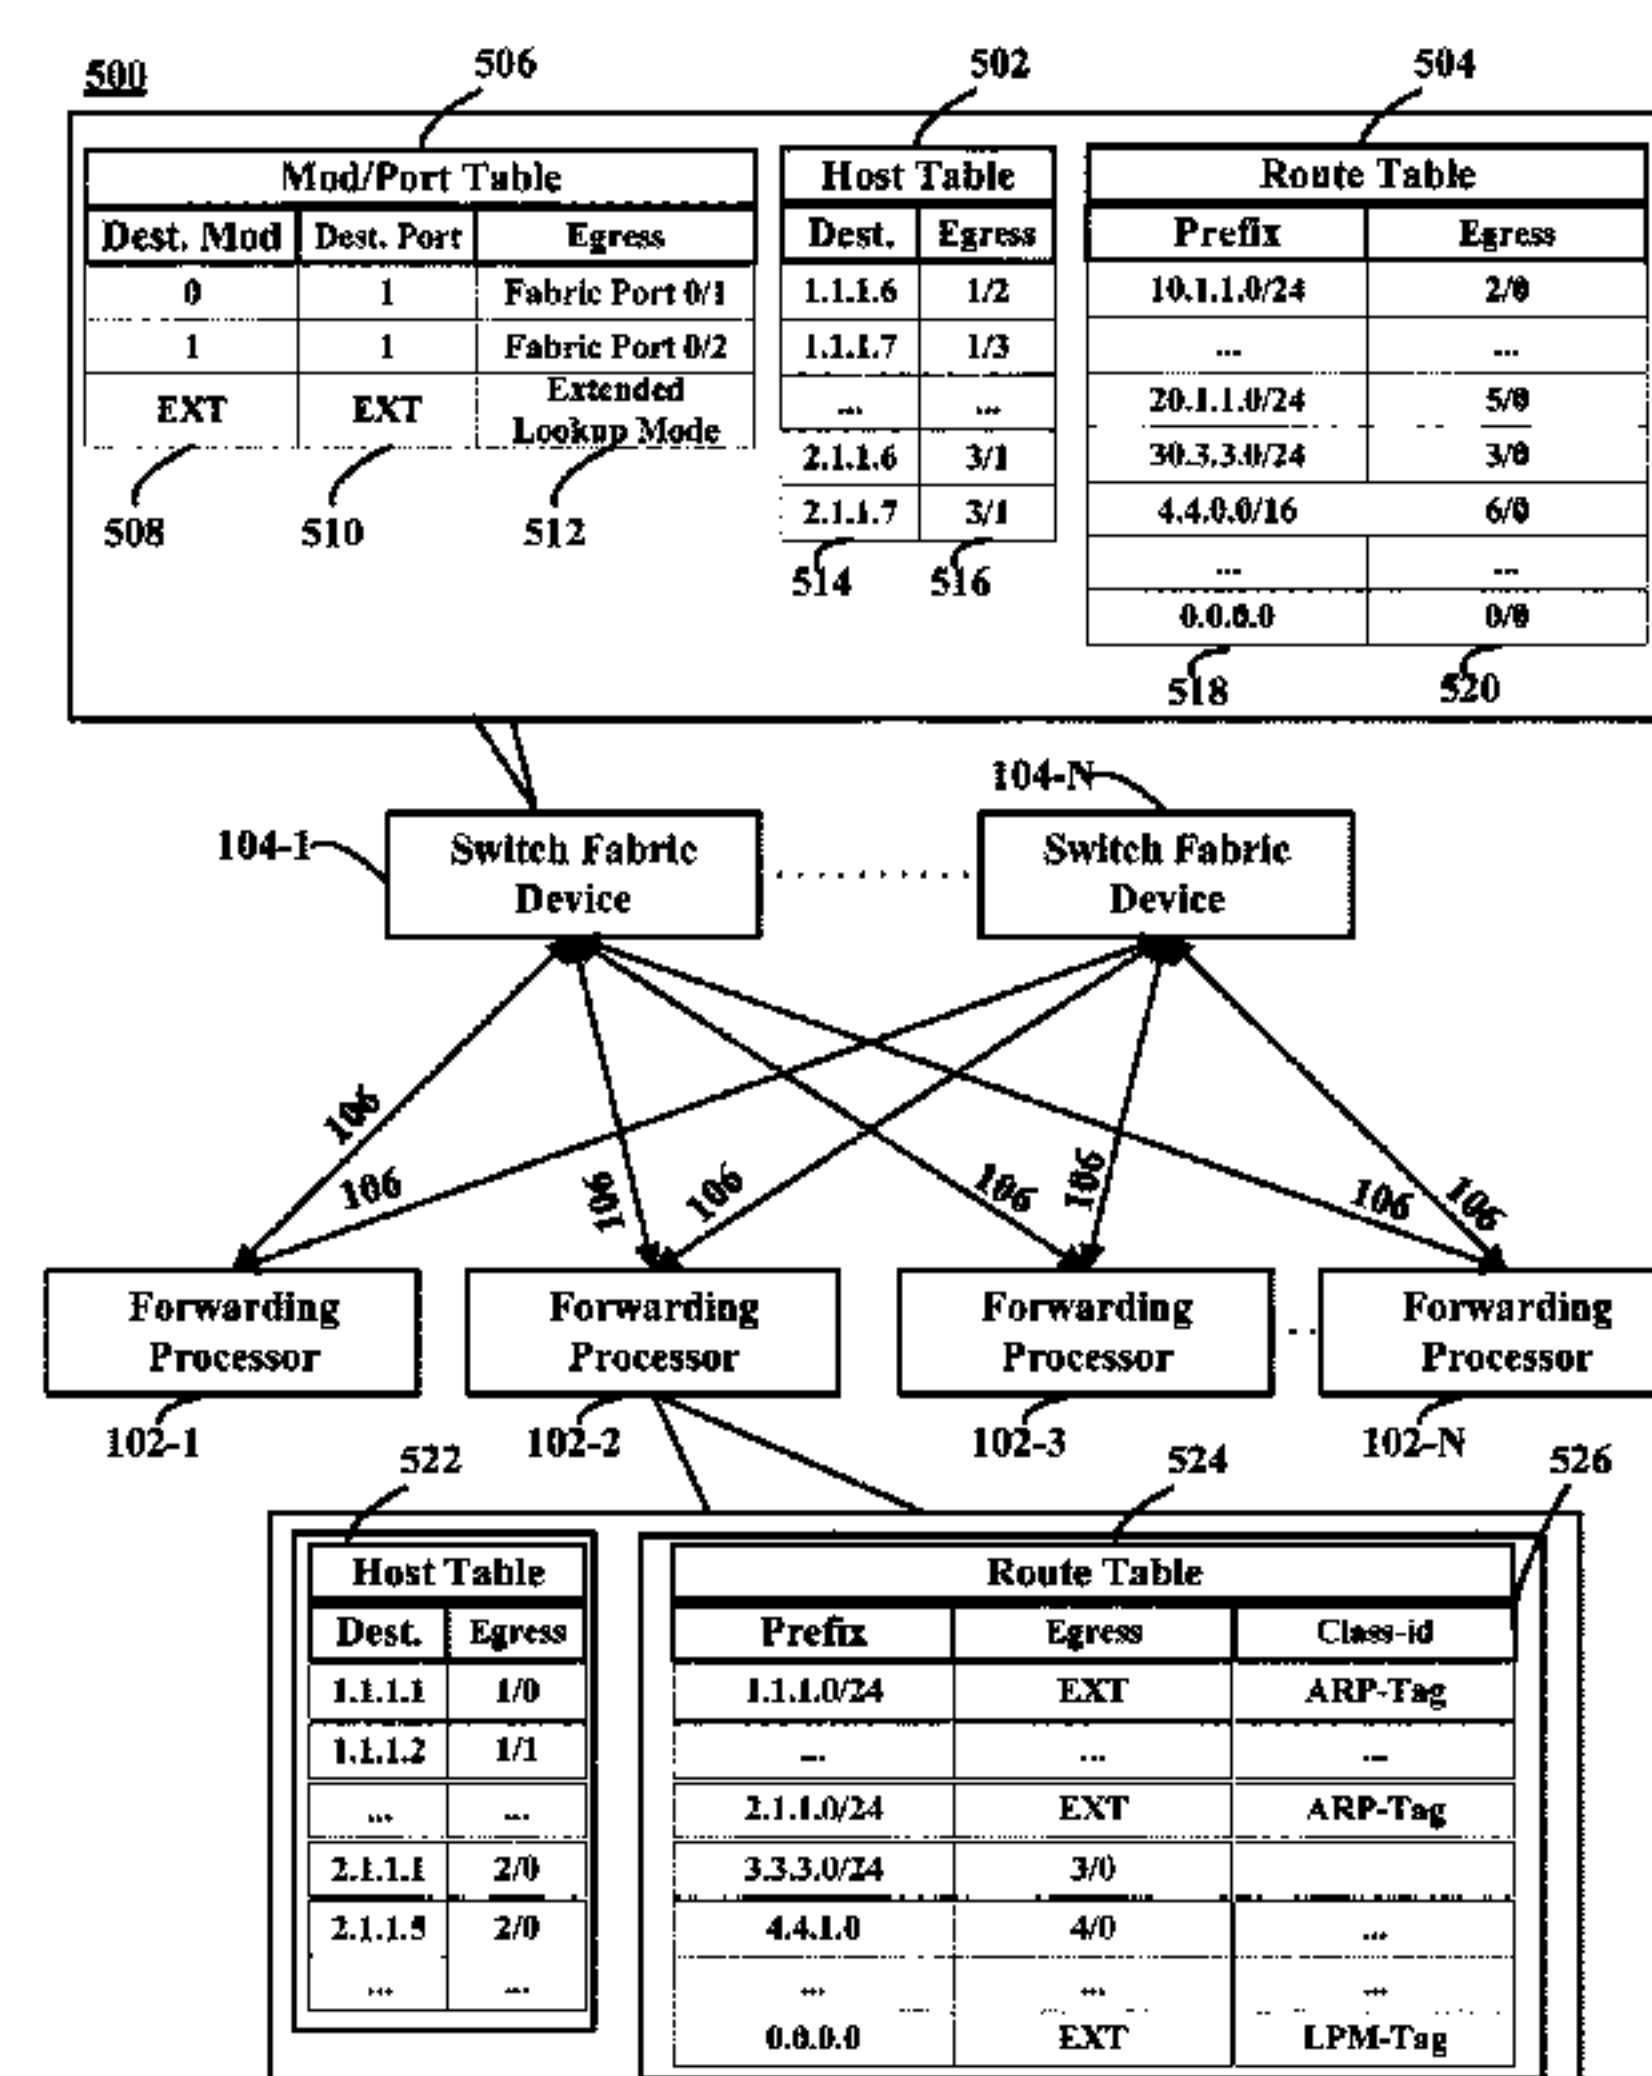 500
506
502
504
Mod/Port Table
Dest. Mod Dest. Port Egress
0 1 Fabric Port 0/1
1 1 Fabric Port 0/2
EXT EXT Extended Lookup Mode
508 510 512
Host Table
Dest. Egress
1.1.1.6 1/2
1.1.1.7 1/3
... ...
2.1.1.6 3/1
2.1.1.7 3/1
514 516
Route Table
Prefix Egress
10.1.1.0/24 2/0
... ...
20.1.1.0/24 5/0
30.3.3.0/24 3/0
4.4.0.0/16 6/0
... ...
0.0.0.0 0/0
518 520
104-1
Switch Fabric
Device
104-N
Switch Fabric
Device
106
106
106
106
106
106
106
106
Forwarding
Processor
102-1
Forwarding
Processor
102-2
Forwarding
Processor
102-3
Forwarding
Processor
102-N
522
524
526
Host Table
Dest. Egress
1.1.1.1 1/0
1.1.1.2 1/1
... ...
2.1.1.1 2/0
2.1.1.5 2/0
... ...
Route Table
Prefix Egress Class-id
1.1.1.0/24 EXT ARP-Tag
... ... ...
2.1.1.0/24 EXT ARP-Tag
3.3.3.0/24 3/0
4.4.1.0 4/0 ...
... ... ...
0.0.0.0 EXT LPM-Tag